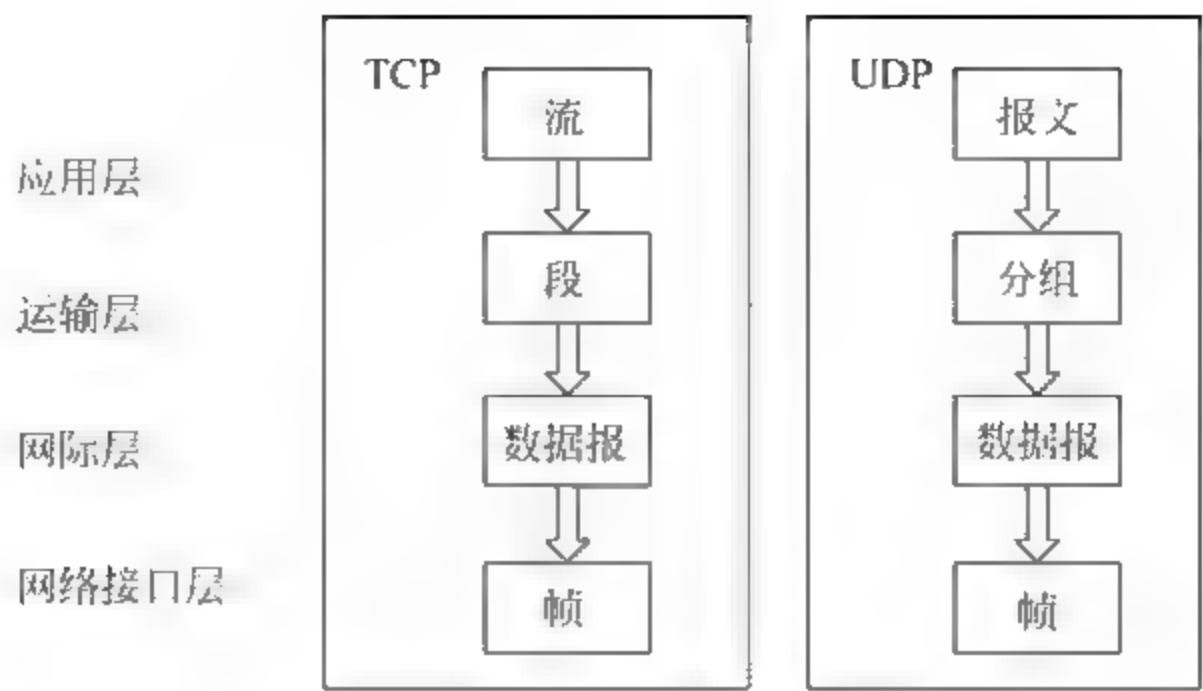 TCP
UDP
流
报文
应用层
段
分组
运输层
数据报
数据报
网际层
帧
帧
网络接口层